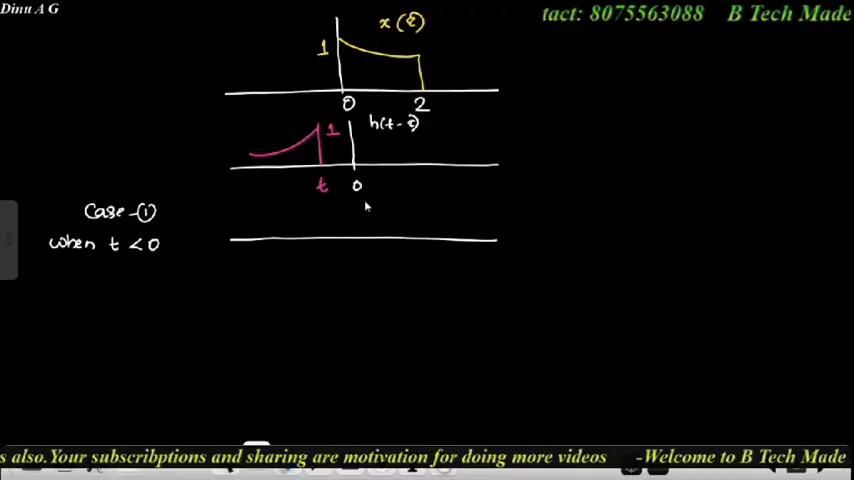 Dinu A G
tact: 8075563088 B Tech Made
x(τ)
1
0 2
h(t-τ)
1
t 0
Case-①
when t < 0
s also.Your subscribptions and sharing are motivation for doing more videos -Welcome to B Tech Made